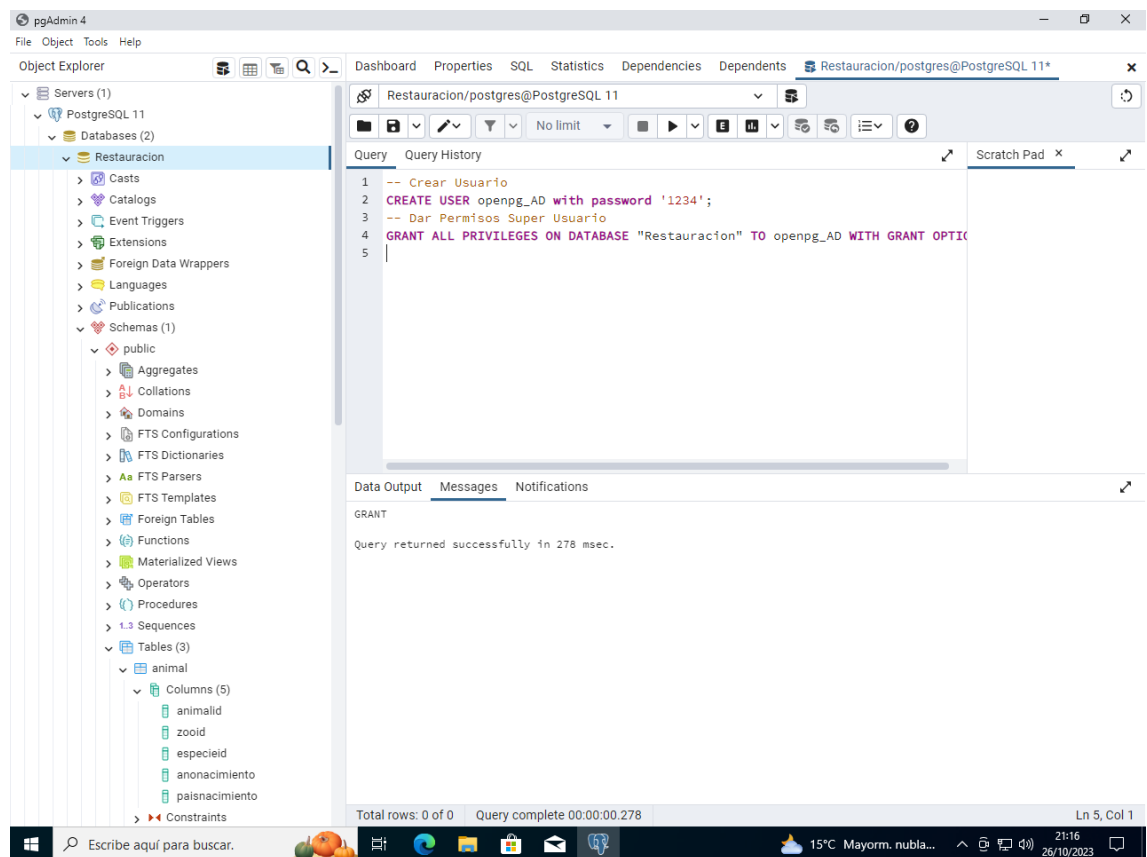 pgAdmin 4
File Object Tools Help
Object Explorer
Dashboard Properties SQL Statistics Dependencies Dependents Restauracion/postgres@PostgreSQL 11*
Servers (1)
PostgreSQL 11
Databases (2)
Restauracion
Casts
Catalogs
Event Triggers
Extensions
Foreign Data Wrappers
Languages
Publications
Schemas (1)
public
Aggregates
Collations
Domains
FTS Configurations
FTS Dictionaries
Aa FTS Parsers
FTS Templates
Foreign Tables
Functions
Materialized Views
Operators
Procedures
1..3 Sequences
Tables (3)
animal
Columns (5)
animalid
zooid
especieid
anonacimiento
paisnacimiento
Constraints
Restauracion/postgres@PostgreSQL 11
No limit
E
Query Query History
Scratch Pad
1 -- Crear Usuario
2 CREATE USER openpg_AD with password '1234';
3 -- Dar Permisos Super Usuario
4 GRANT ALL PRIVILEGES ON DATABASE "Restauracion" TO openpg_AD WITH GRANT OPTIO
5
Data Output Messages Notifications
GRANT
Query returned successfully in 278 msec.
Total rows: 0 of 0 Query complete 00:00:00.278
Ln 5, Col 1
Escribe aquí para buscar.
15°C Mayorm. nubla...
21:16
26/10/2023